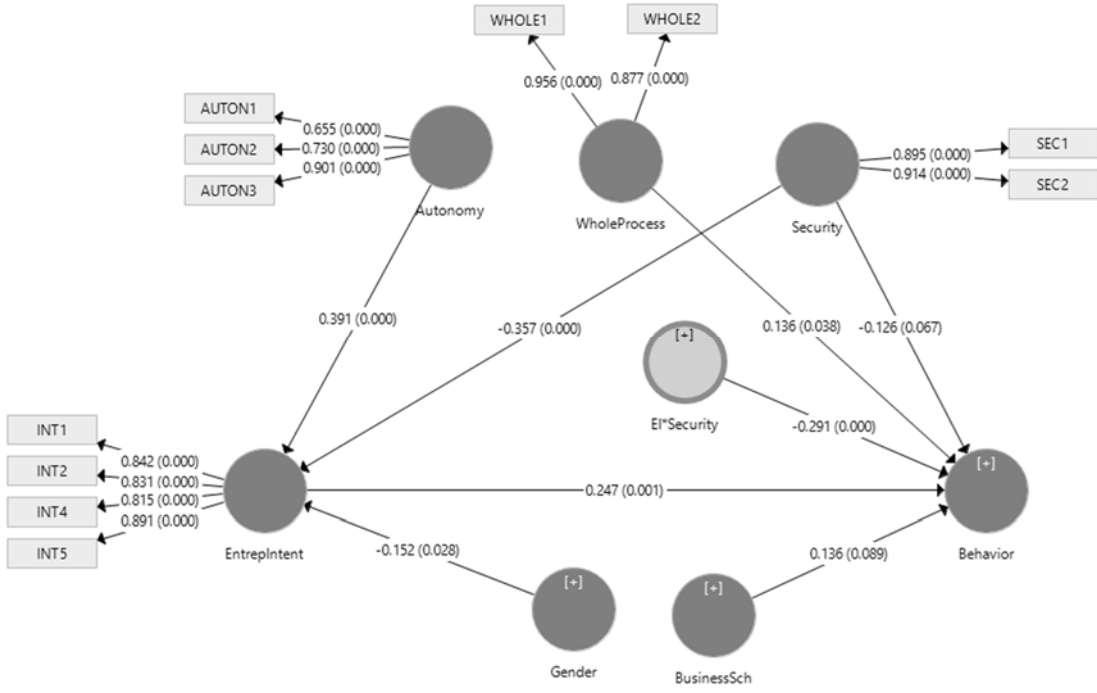 WHOLE1
WHOLE2
0.956 (0.000)
0.877 (0.000)
AUTON1
AUTON2
AUTON3
0.655 (0.000)
0.730 (0.000)
0.901 (0.000)
Autonomy
WholeProcess
Security
0.895 (0.000)
0.914 (0.000)
SEC1
SEC2
0.391 (0.000)
-0.357 (0.000)
0.136 (0.038)
-0.126 (0.067)
[+]
EI*Security
-0.291 (0.000)
INT1
INT2
INT4
INT5
0.842 (0.000)
0.831 (0.000)
0.815 (0.000)
0.891 (0.000)
EntrepIntent
0.247 (0.001)
[+]
Behavior
-0.152 (0.028)
0.136 (0.089)
[+]
Gender
[+]
BusinessSch